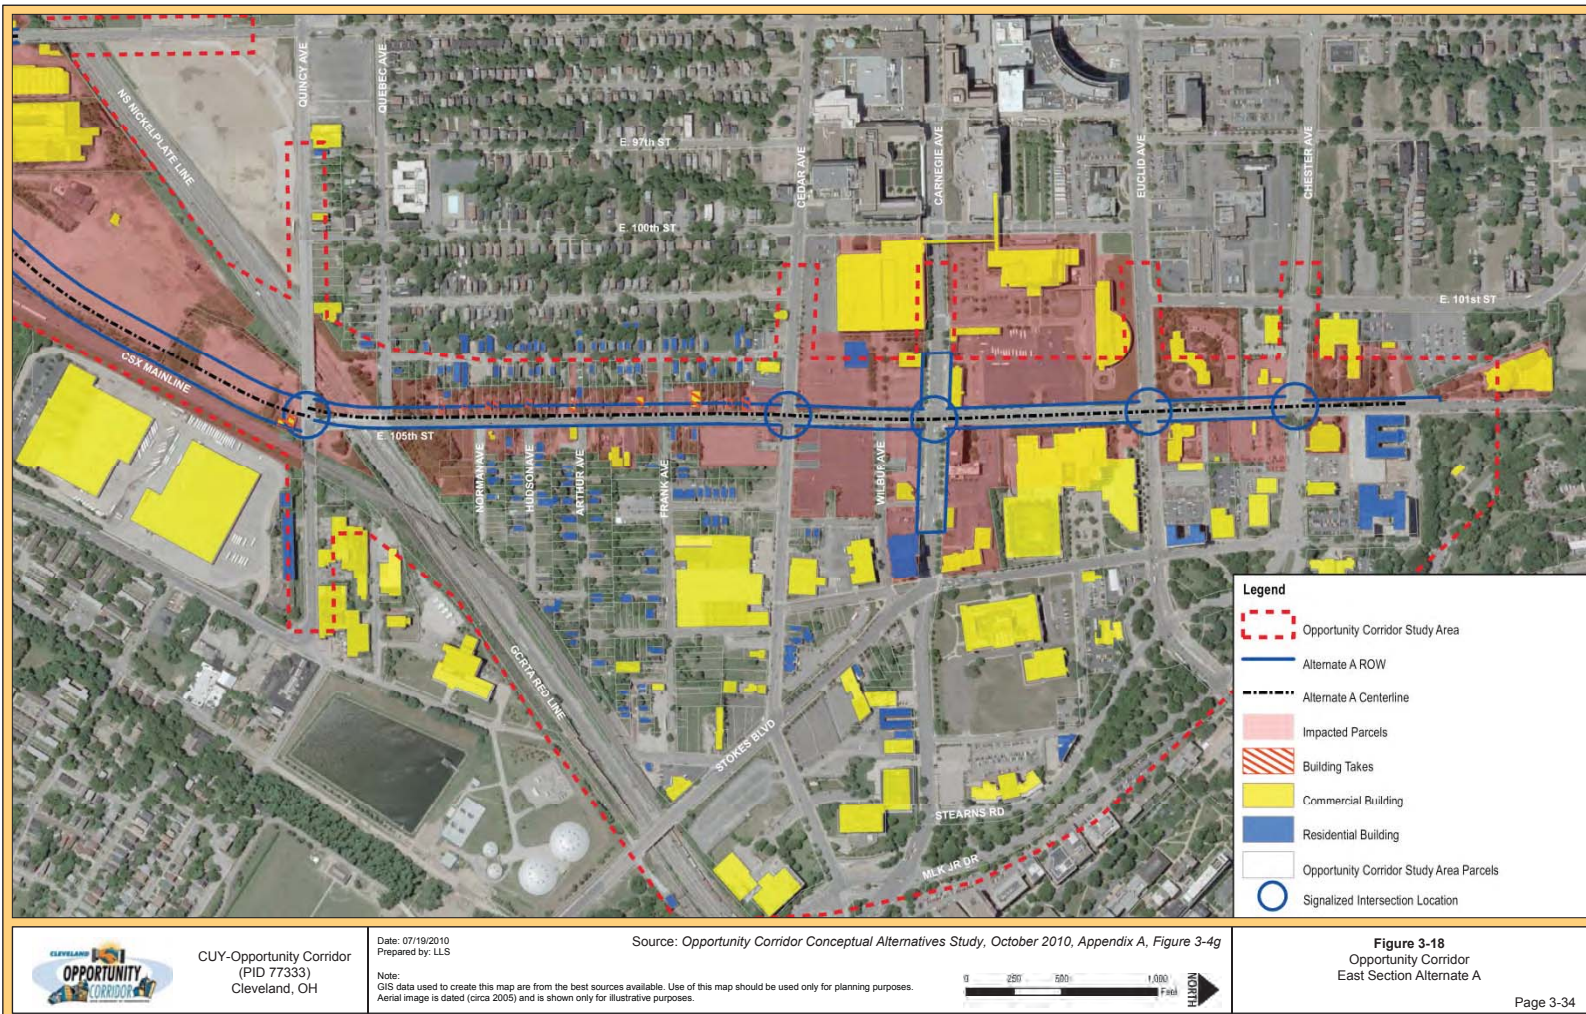 QUINCY AVE
QUEBEC AVE
NS NICKELPLATE LINE
E. 97th ST
CEDAR AVE
CARNEGIE AVE
EUCLID AVE
CHESTER AVE
E. 100th ST
E. 101st ST
CSX MAINLINE
E. 105th ST
NORMAN AVE
HUDSON AVE
ARTHUR AVE
FRANK AVE
WILBUR AVE
GCRTA RED LINE
STOKES BLVD
STEARNS RD
MLK JR DR
Legend
Opportunity Corridor Study Area
Alternate A ROW
Alternate A Centerline
Impacted Parcels
Building Takes
Commercial Building
Residential Building
Opportunity Corridor Study Area Parcels
Signalized Intersection Location
CLEVELAND
OPPORTUNITY
CORRIDOR
CUY-Opportunity Corridor
(PID 77333)
Cleveland, OH
Date: 07/19/2010
Prepared by: LLS
Note:
GIS data used to create this map are from the best sources available. Use of this map should be used only for planning purposes.
Aerial image is dated (circa 2005) and is shown only for illustrative purposes.
Source: Opportunity Corridor Conceptual Alternatives Study, October 2010, Appendix A, Figure 3-4g
0 250 500 1,000
Feet
NORTH
Figure 3-18
Opportunity Corridor
East Section Alternate A
Page 3-34